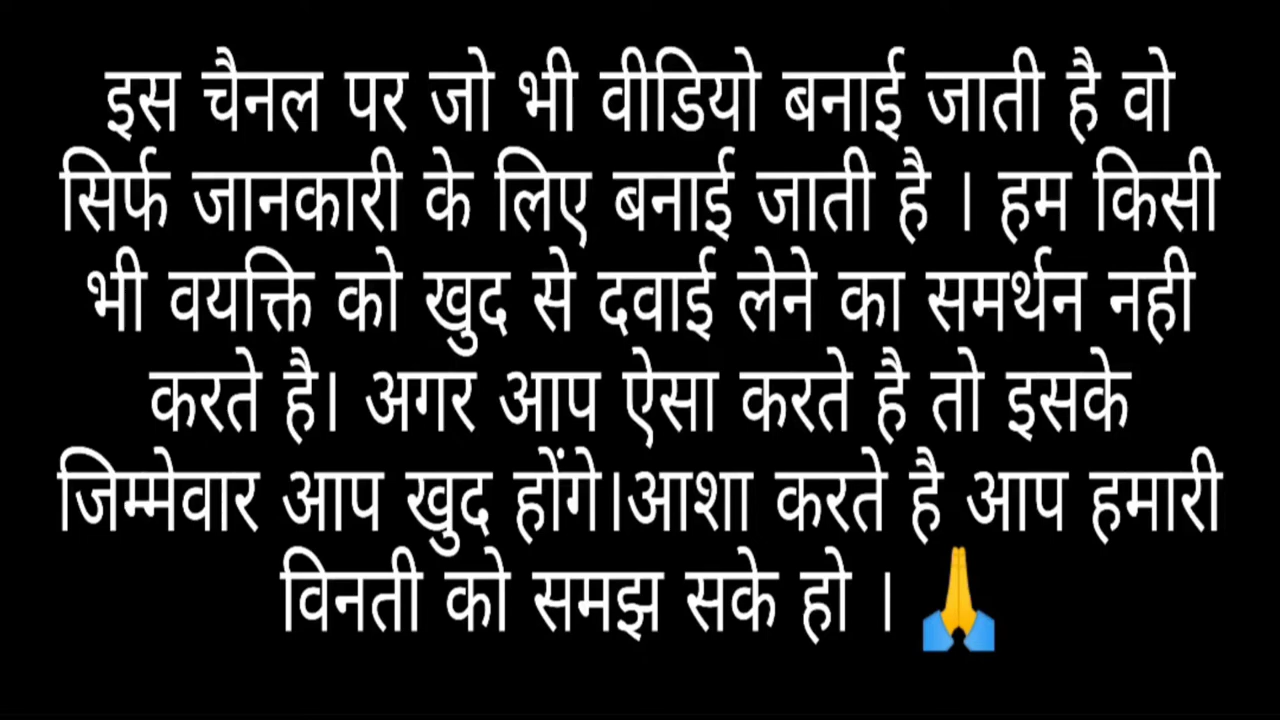 इस चैनल पर जो भी वीडियो बनाई जाती है वो
सिर्फ जानकारी के लिए बनाई जाती है । हम किसी
भी वयक्ति को खुद से दवाई लेने का समर्थन नही
करते है। अगर आप ऐसा करते है तो इसके
जिम्मेवार आप खुद होंगे।आशा करते है आप हमारी
विनती को समझ सके हो । 🙏